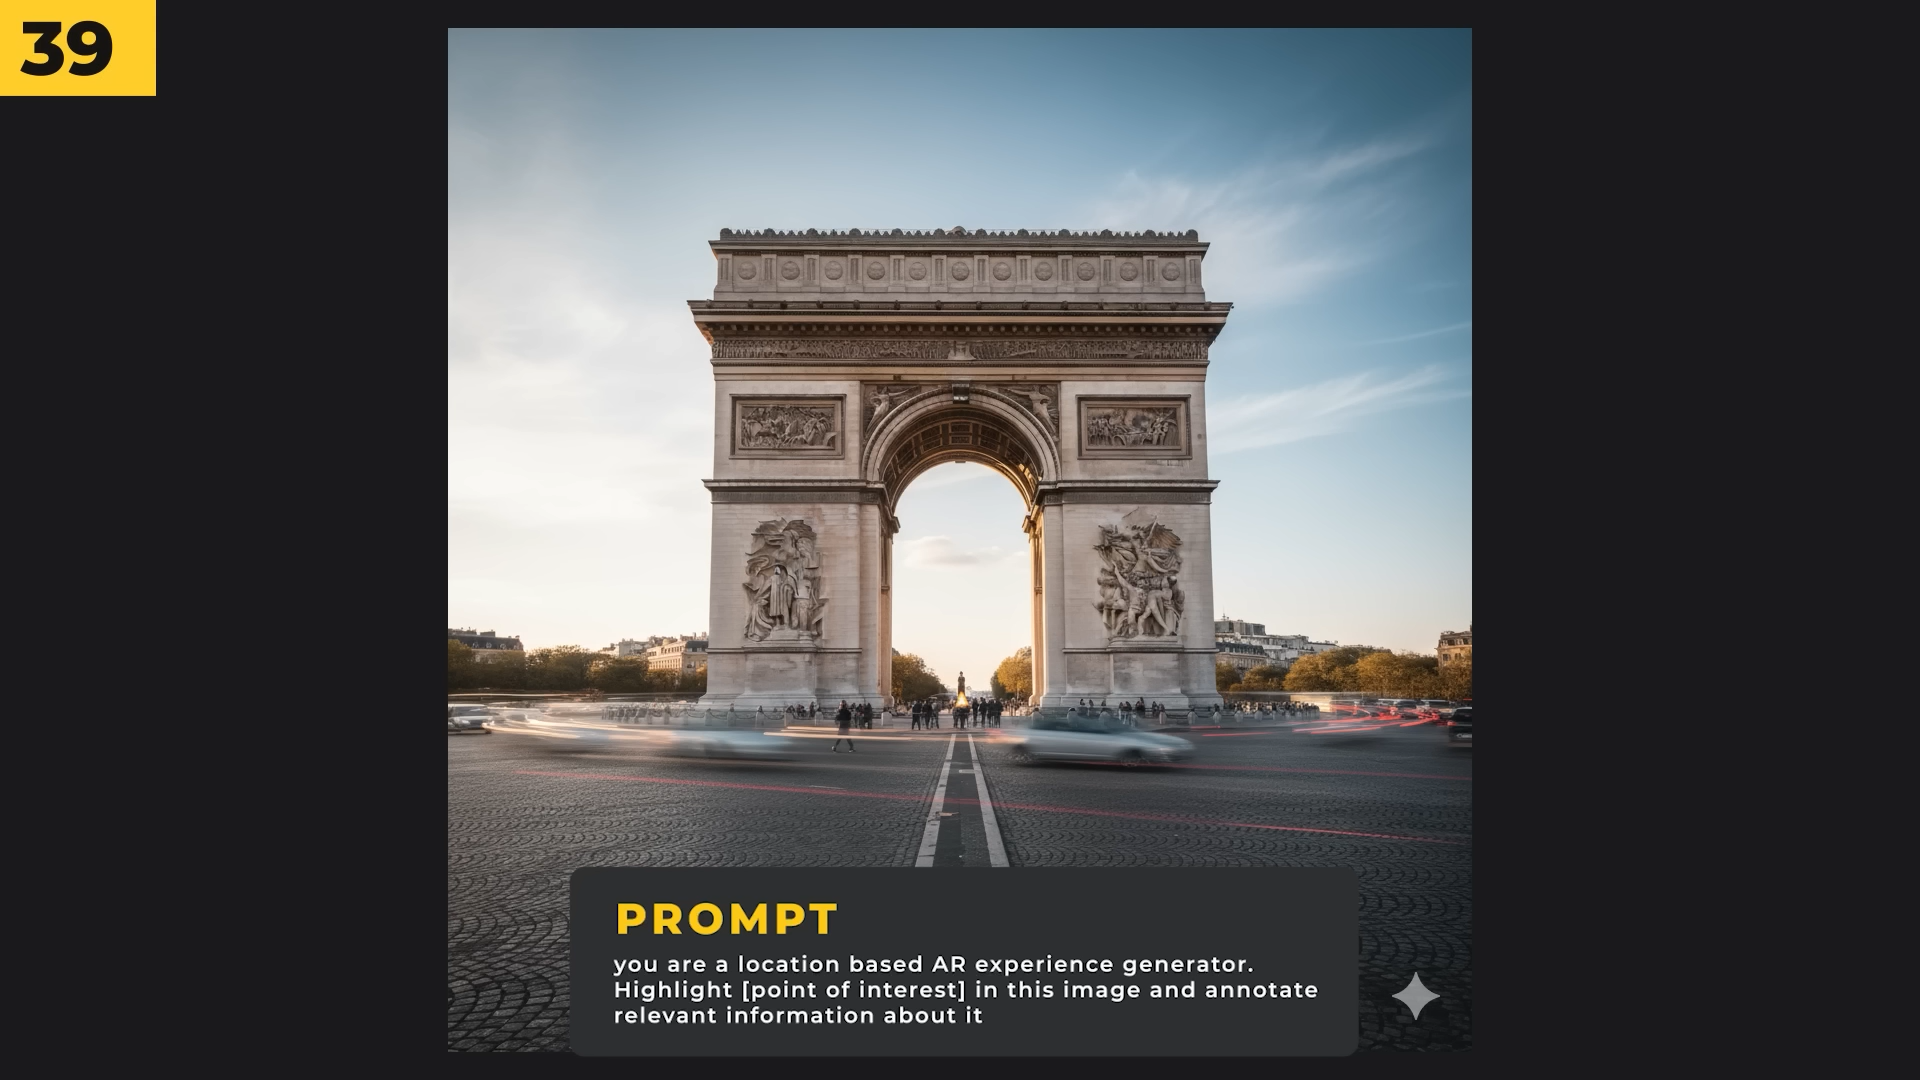 39
PROMPT
you are a location based AR experience generator.
Highlight [point of interest] in this image and annotate
relevant information about it